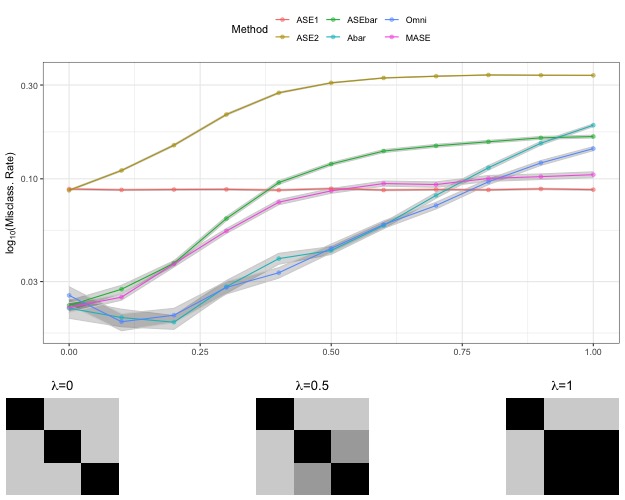 Method
ASE1 ASEbar Omni
ASE2 Abar MASE
log10(Misclass. Rate)
0.30
0.10
0.03
0.00 0.25 0.50 0.75 1.00
λ=0 λ=0.5 λ=1